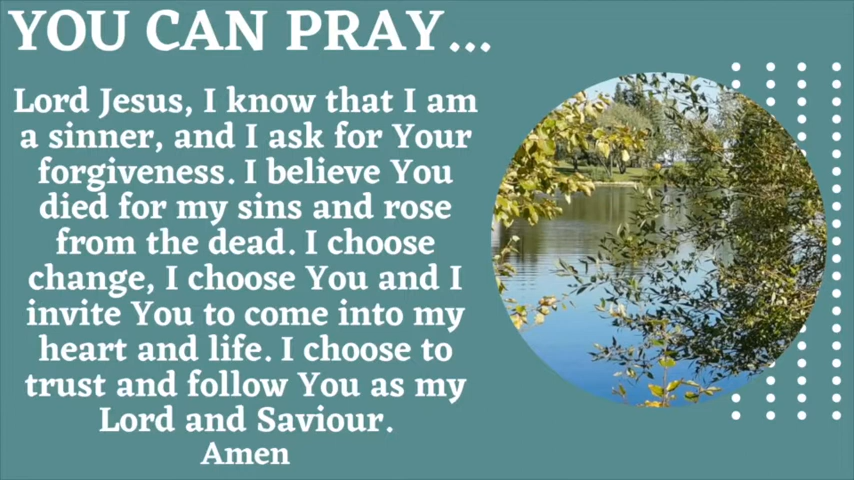 YOU CAN PRAY...
Lord Jesus, I know that I am
a sinner, and I ask for Your
forgiveness. I believe You
died for my sins and rose
from the dead. I choose
change, I choose You and I
invite You to come into my
heart and life. I choose to
trust and follow You as my
Lord and Saviour.
Amen